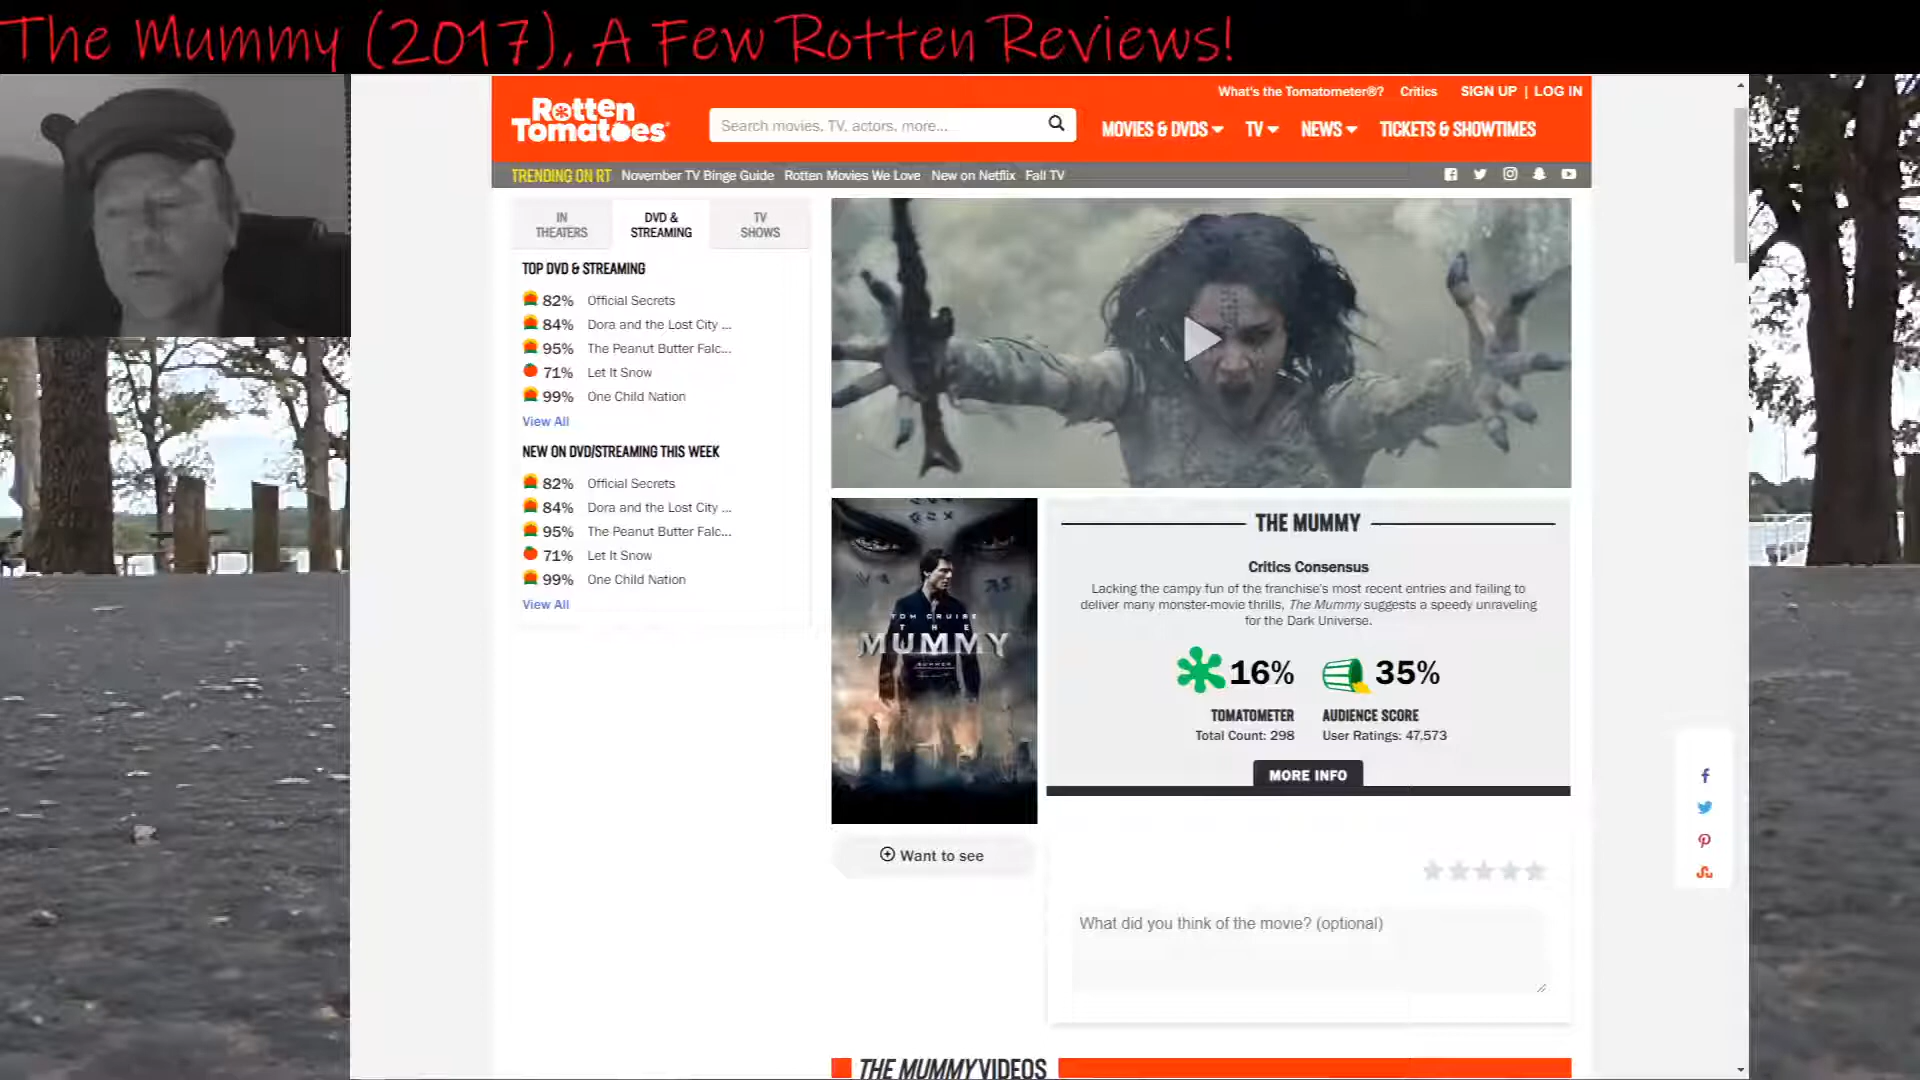 The Mummy (2017), A Few Rotten Reviews!
What's the Tomatometer®? Critics SIGN UP | LOG IN
Rotten
Tomatoes
Search movies, TV, actors, more...
MOVIES & DVDS TV NEWS TICKETS & SHOWTIMES
TRENDING ON RT November TV Binge Guide Rotten Movies We Love New on Netflix Fall TV
IN THEATERS
DVD & STREAMING
TV SHOWS
TOP DVD & STREAMING
82% Official Secrets
84% Dora and the Lost City ...
95% The Peanut Butter Falc...
71% Let It Snow
99% One Child Nation
View All
NEW ON DVD/STREAMING THIS WEEK
82% Official Secrets
84% Dora and the Lost City ...
95% The Peanut Butter Falc...
71% Let It Snow
99% One Child Nation
View All
TOM CRUISE
THE
MUMMY
SUMMER
THE MUMMY
Critics Consensus
Lacking the campy fun of the franchise's most recent entries and failing to
deliver many monster-movie thrills, The Mummy suggests a speedy unraveling
for the Dark Universe.
16% 35%
TOMATOMETER AUDIENCE SCORE
Total Count: 298 User Ratings: 47,573
MORE INFO
Want to see
What did you think of the movie? (optional)
THE MUMMY VIDEOS